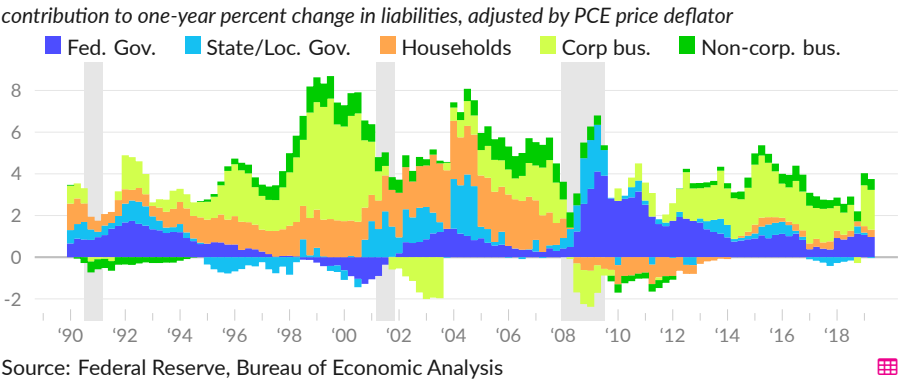 contribution to one-year percent change in liabilities, adjusted by PCE price deflator
Fed. Gov. State/Loc. Gov. Households Corp bus. Non-corp. bus.
8
6
4
2
0
-2
‘90 ‘92 ‘94 ‘96 ‘98 ‘00 ‘02 ‘04 ‘06 ‘08 ‘10 ‘12 ‘14 ‘16 ‘18
Source: Federal Reserve, Bureau of Economic Analysis